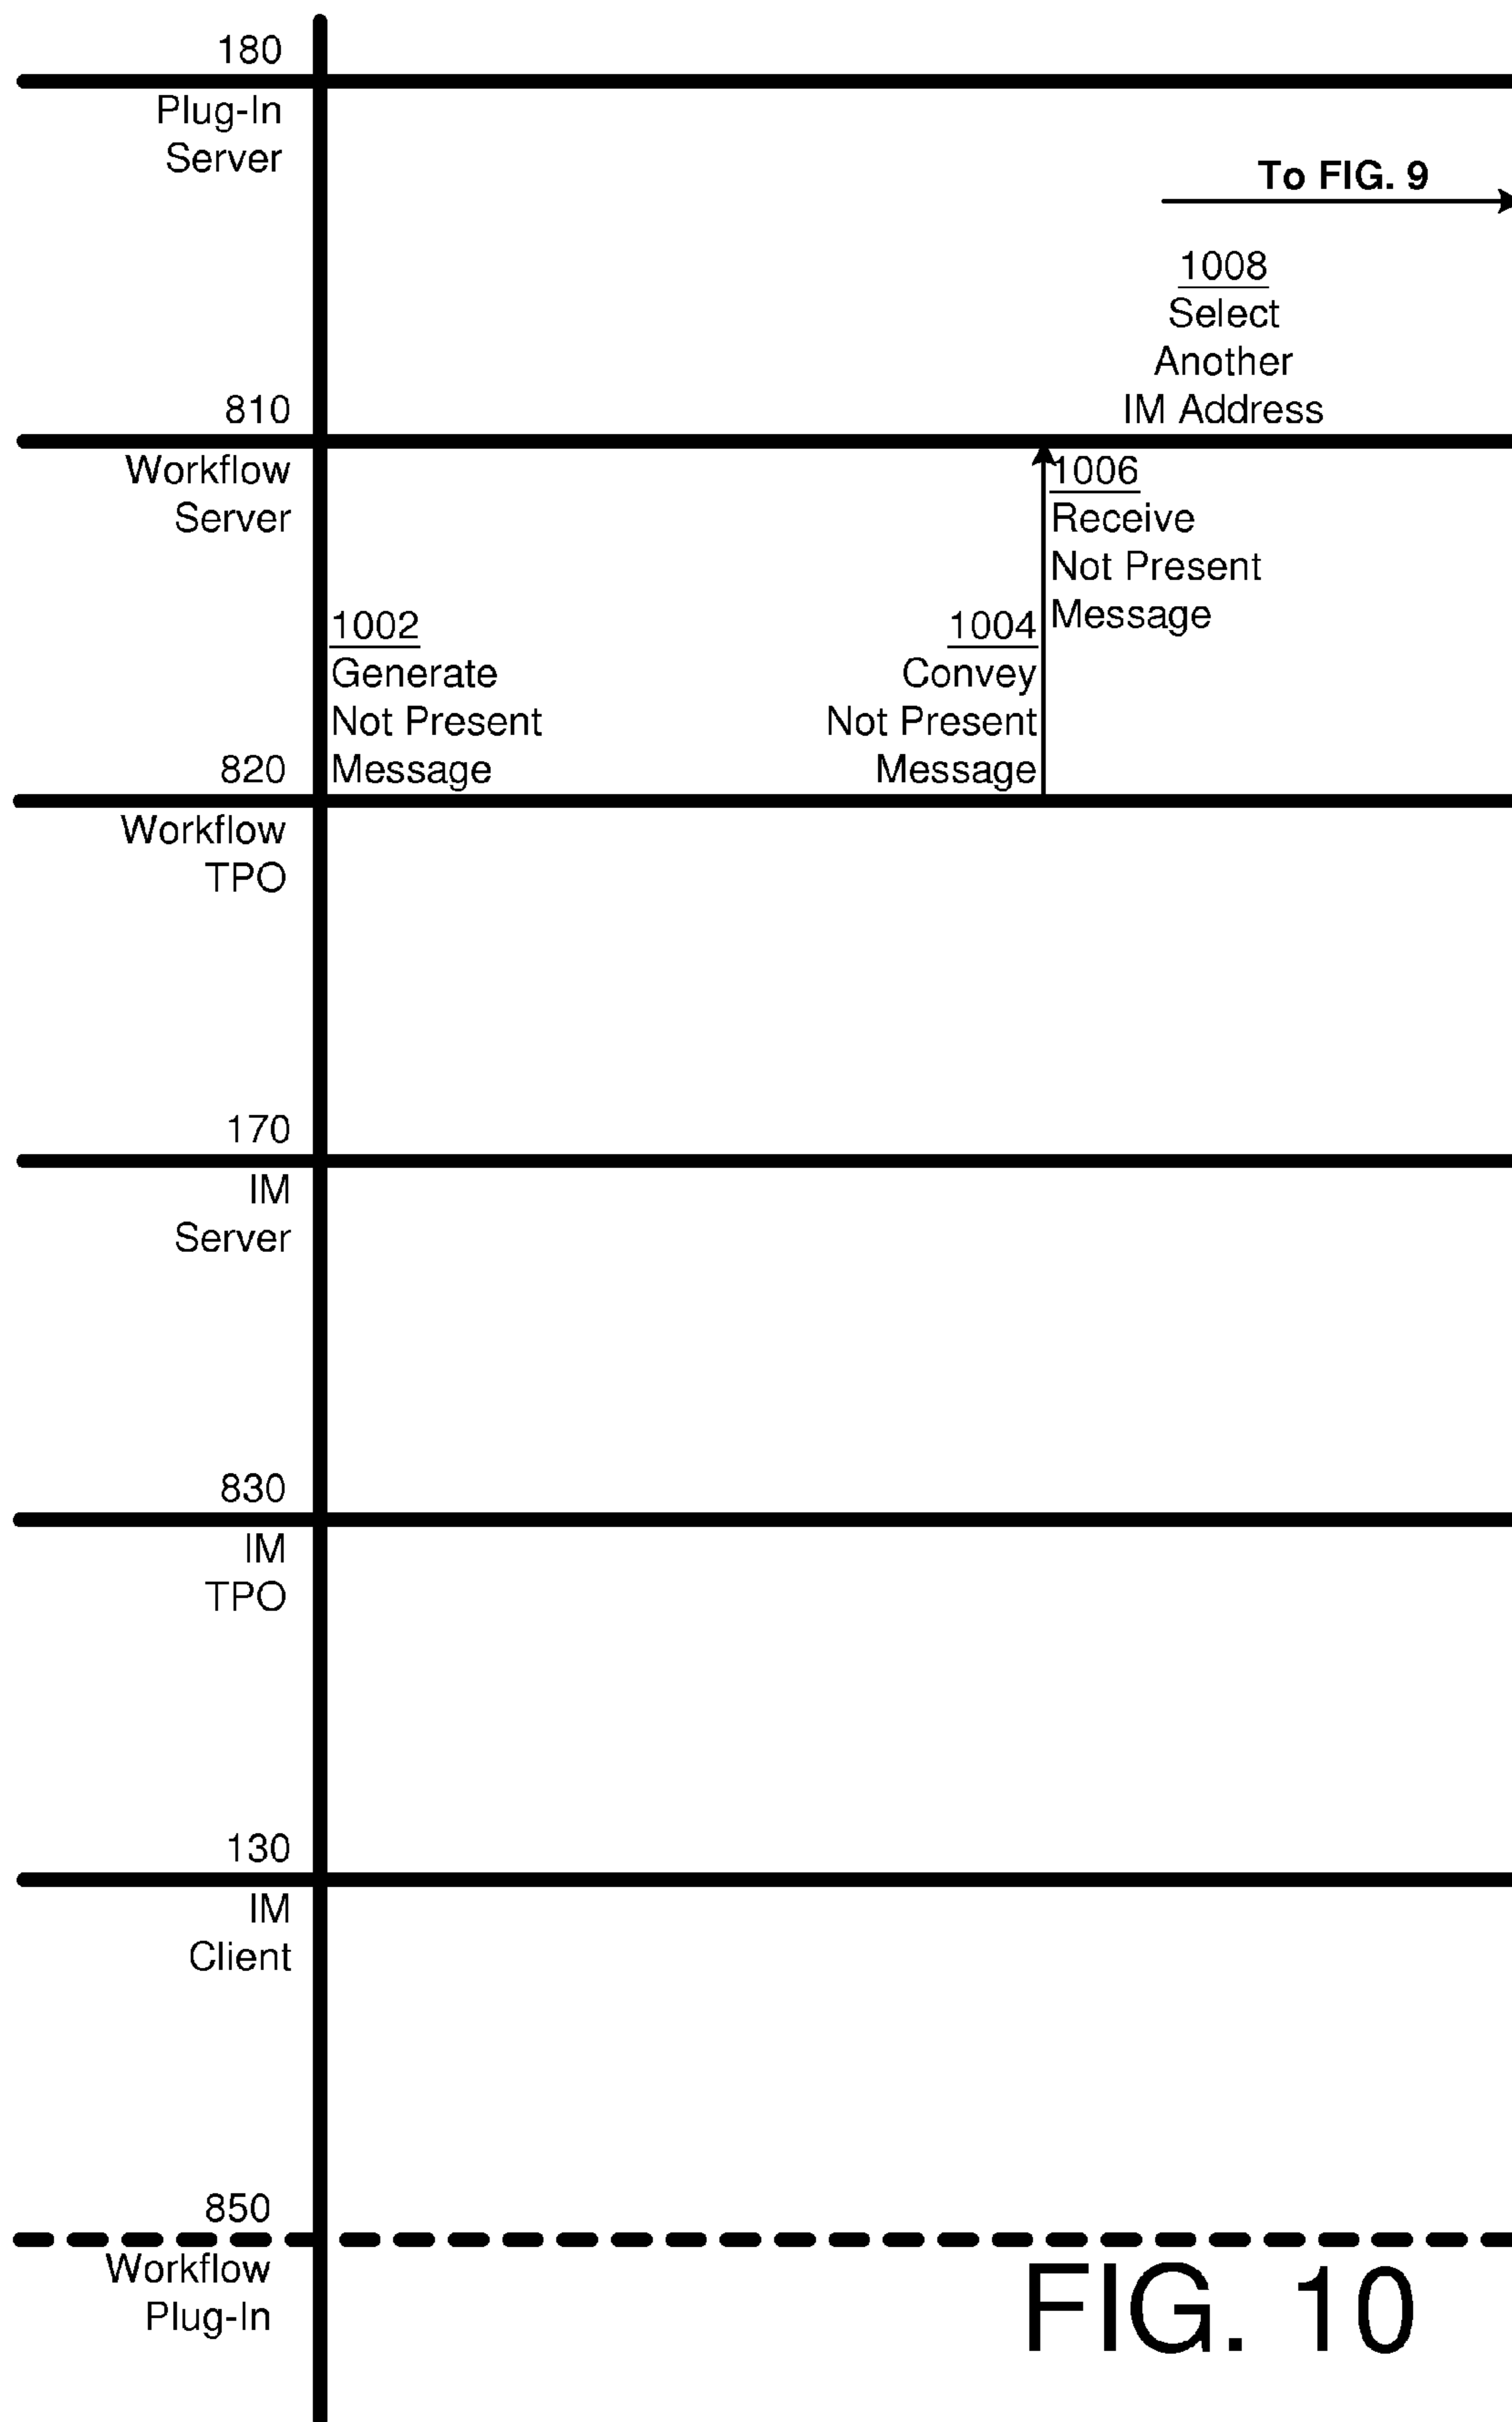 180
Plug-In
Server
To FIG. 9
1008
Select
Another
IM Address
810
Workflow
Server
1006
Receive
Not Present
Message
1002
Generate
Not Present
Message
1004
Convey
Not Present
Message
820
Workflow
TPO
170
IM
Server
830
IM
TPO
130
IM
Client
850
Workflow
Plug-In
FIG. 10